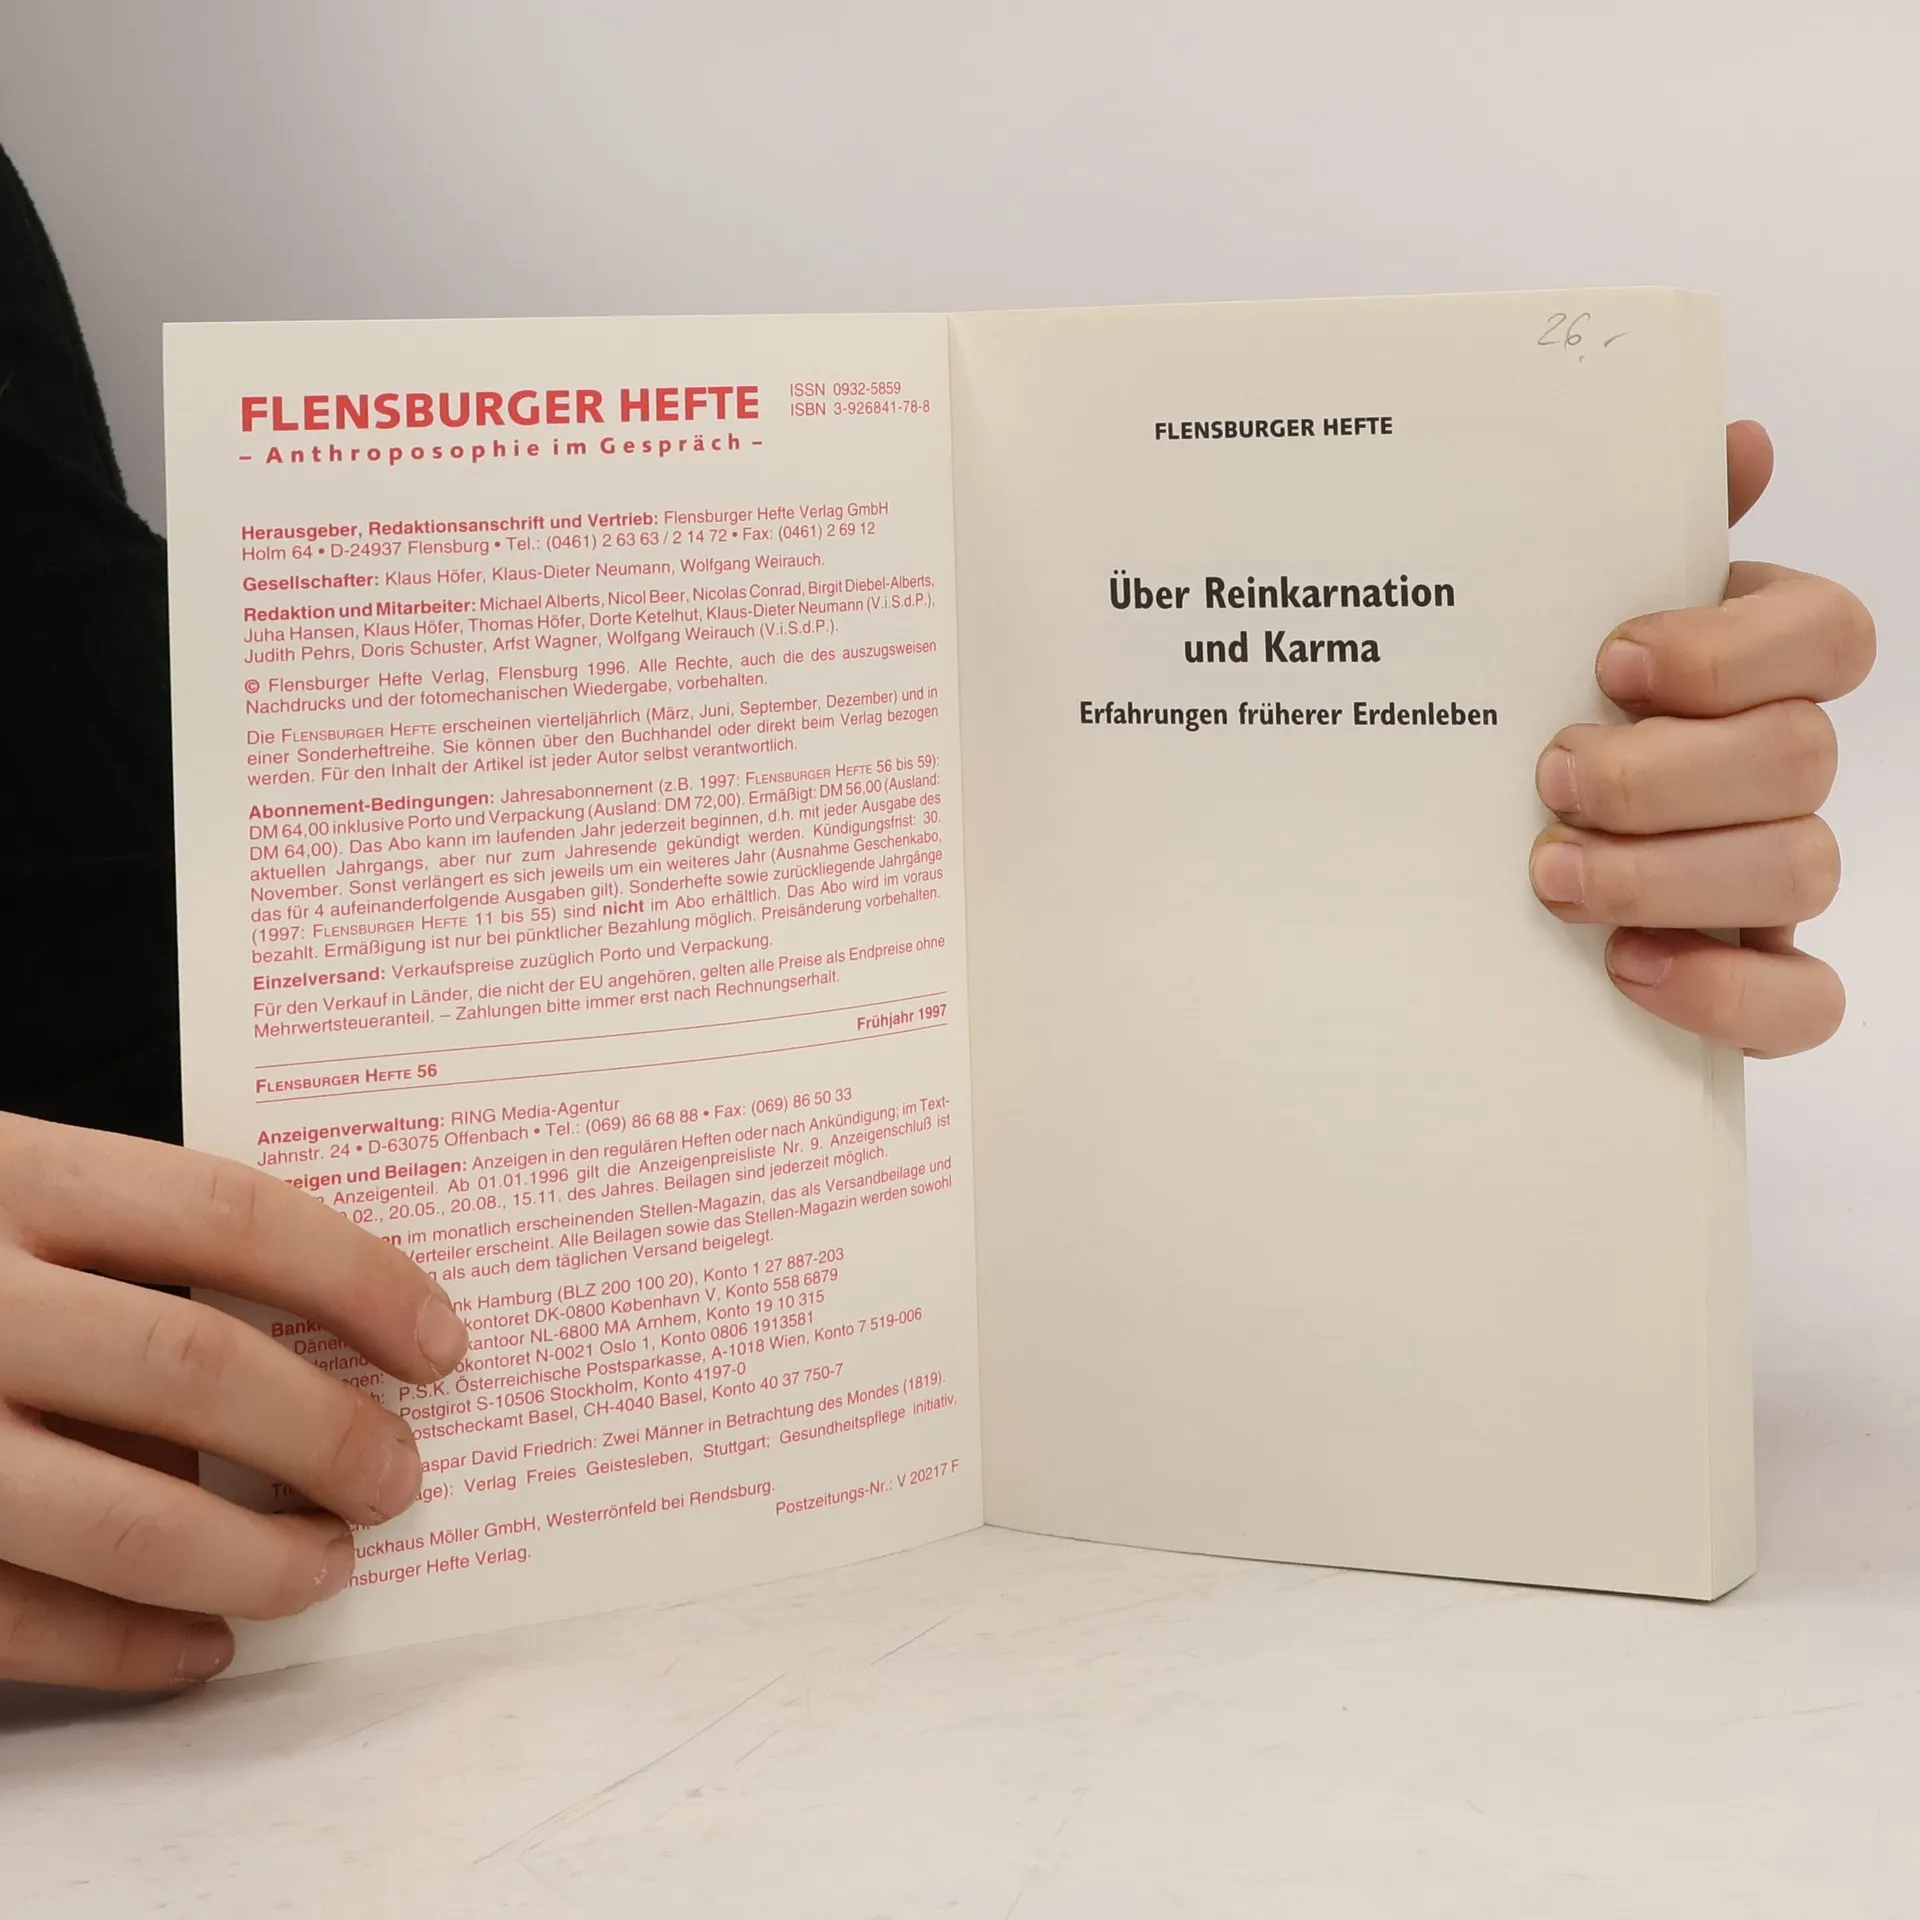 FLENSBURGER HEFTE
– Anthroposophie im Gespräch –
ISSN 0932-5859
ISBN 3-926841-78-8
Herausgeber, Redaktionsanschrift und Vertrieb: Flensburger Hefte Verlag GmbH
Holm 64 • D-24937 Flensburg • Tel.: (0461) 2 63 63 / 2 14 72 • Fax: (0461) 2 69 12
Gesellschafter: Klaus Höfer, Klaus-Dieter Neumann, Wolfgang Weirauch.
Redaktion und Mitarbeiter: Michael Alberts, Nicol Beer, Nicolas Conrad, Birgit Diebel-Alberts,
Juha Hansen, Klaus Höfer, Thomas Höfer, Dorte Ketelhut, Klaus-Dieter Neumann (V.i.S.d.P.),
Judith Pehrs, Doris Schuster, Arfst Wagner, Wolfgang Weirauch (V.i.S.d.P.).
© Flensburger Hefte Verlag, Flensburg 1996. Alle Rechte, auch die des auszugsweisen
Nachdrucks und der fotomechanischen Wiedergabe, vorbehalten.
Die FLENSBURGER HEFTE erscheinen vierteljährlich (März, Juni, September, Dezember) und in
einer Sonderheftreihe. Sie können über den Buchhandel oder direkt beim Verlag bezogen
werden. Für den Inhalt der Artikel ist jeder Autor selbst verantwortlich.
Abonnement-Bedingungen: Jahresabonnement (z.B. 1997: FLENSBURGER HEFTE 56 bis 59):
DM 64,00 inklusive Porto und Verpackung (Ausland: DM 72,00). Ermäßigt: DM 56,00 (Ausland:
DM 64,00). Das Abo kann im laufenden Jahr jederzeit beginnen, d.h. mit jeder Ausgabe des
aktuellen Jahrgangs, aber nur zum Jahresende gekündigt werden. Kündigungsfrist: 30.
November. Sonst verlängert es sich jeweils um ein weiteres Jahr (Ausnahme Geschenkabo,
das für 4 aufeinanderfolgende Ausgaben gilt). Sonderhefte sowie zurückliegende Jahrgänge
(1997: FLENSBURGER HEFTE 11 bis 55) sind nicht im Abo erhältlich. Das Abo wird im voraus
bezahlt. Ermäßigung ist nur bei pünktlicher Bezahlung möglich. Preisänderung vorbehalten.
Einzelversand: Verkaufspreise zuzüglich Porto und Verpackung.
Für den Verkauf in Länder, die nicht der EU angehören, gelten alle Preise als Endpreise ohne
Mehrwertsteueranteil. – Zahlungen bitte immer erst nach Rechnungserhalt.
FLENSBURGER HEFTE 56
Frühjahr 1997
Anzeigenverwaltung: RING Media-Agentur
Jahnstr. 24 • D-63075 Offenbach • Tel.: (069) 86 68 88 • Fax: (069) 86 50 33
und Beilagen: Anzeigen in den regulären Heften oder nach Ankündigung; im Text-
Anzeigenteil. Ab 01.01.1996 gilt die Anzeigenpreisliste Nr. 9. Anzeigenschluß ist
02., 20.05., 20.08., 15.11. des Jahres. Beilagen sind jederzeit möglich.
im monatlich erscheinenden Stellen-Magazin, das als Versandbeilage und
erscheint. Alle Beilagen sowie das Stellen-Magazin werden sowohl
als auch dem täglichen Versand beigelegt.
Hamburg (BLZ 200 100 20), Konto 1 27 887-203
DK-0800 København V, Konto 558 6879
NL-6800 MA Arnhem, Konto 19 10 315
N-0021 Oslo 1, Konto 0806 1913581
P.S.K. Österreichische Postsparkasse, A-1018 Wien, Konto 7 519-006
Postgirot S-10506 Stockholm, Konto 4197-0
Basel, CH-4040 Basel, Konto 40 37 750-7
David Friedrich: Zwei Männer in Betrachtung des Mondes (1819).
Verlag Freies Geistesleben, Stuttgart; Gesundheitspflege initiativ,
Möller GmbH, Westerrönfeld bei Rendsburg.
Hefte Verlag.
Postzeitungs-Nr.: V 20217 F
26,-
FLENSBURGER HEFTE
Über Reinkarnation
und Karma
Erfahrungen früherer Erdenleben